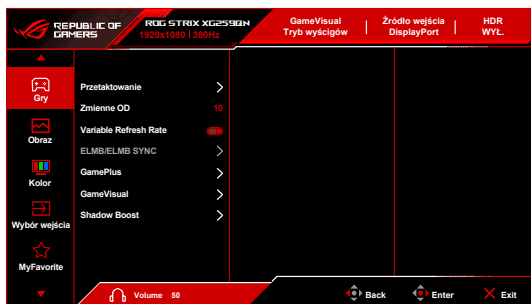 REPUBLIC OF
GAMERS
ROG STRIX XG259QN
1920x1080 | 380Hz
GameVisual
Tryb wyścigów
Źródło wejścia
DisplayPort
HDR
WYŁ.
Gry
Obraz
Kolor
Wybór wejścia
MyFavorite
Przetaktowanie
Zmienne OD 10
Variable Refresh Rate
ELMB/ELMB SYNC
GamePlus
GameVisual
Shadow Boost
Volume 50
Back
Enter
Exit